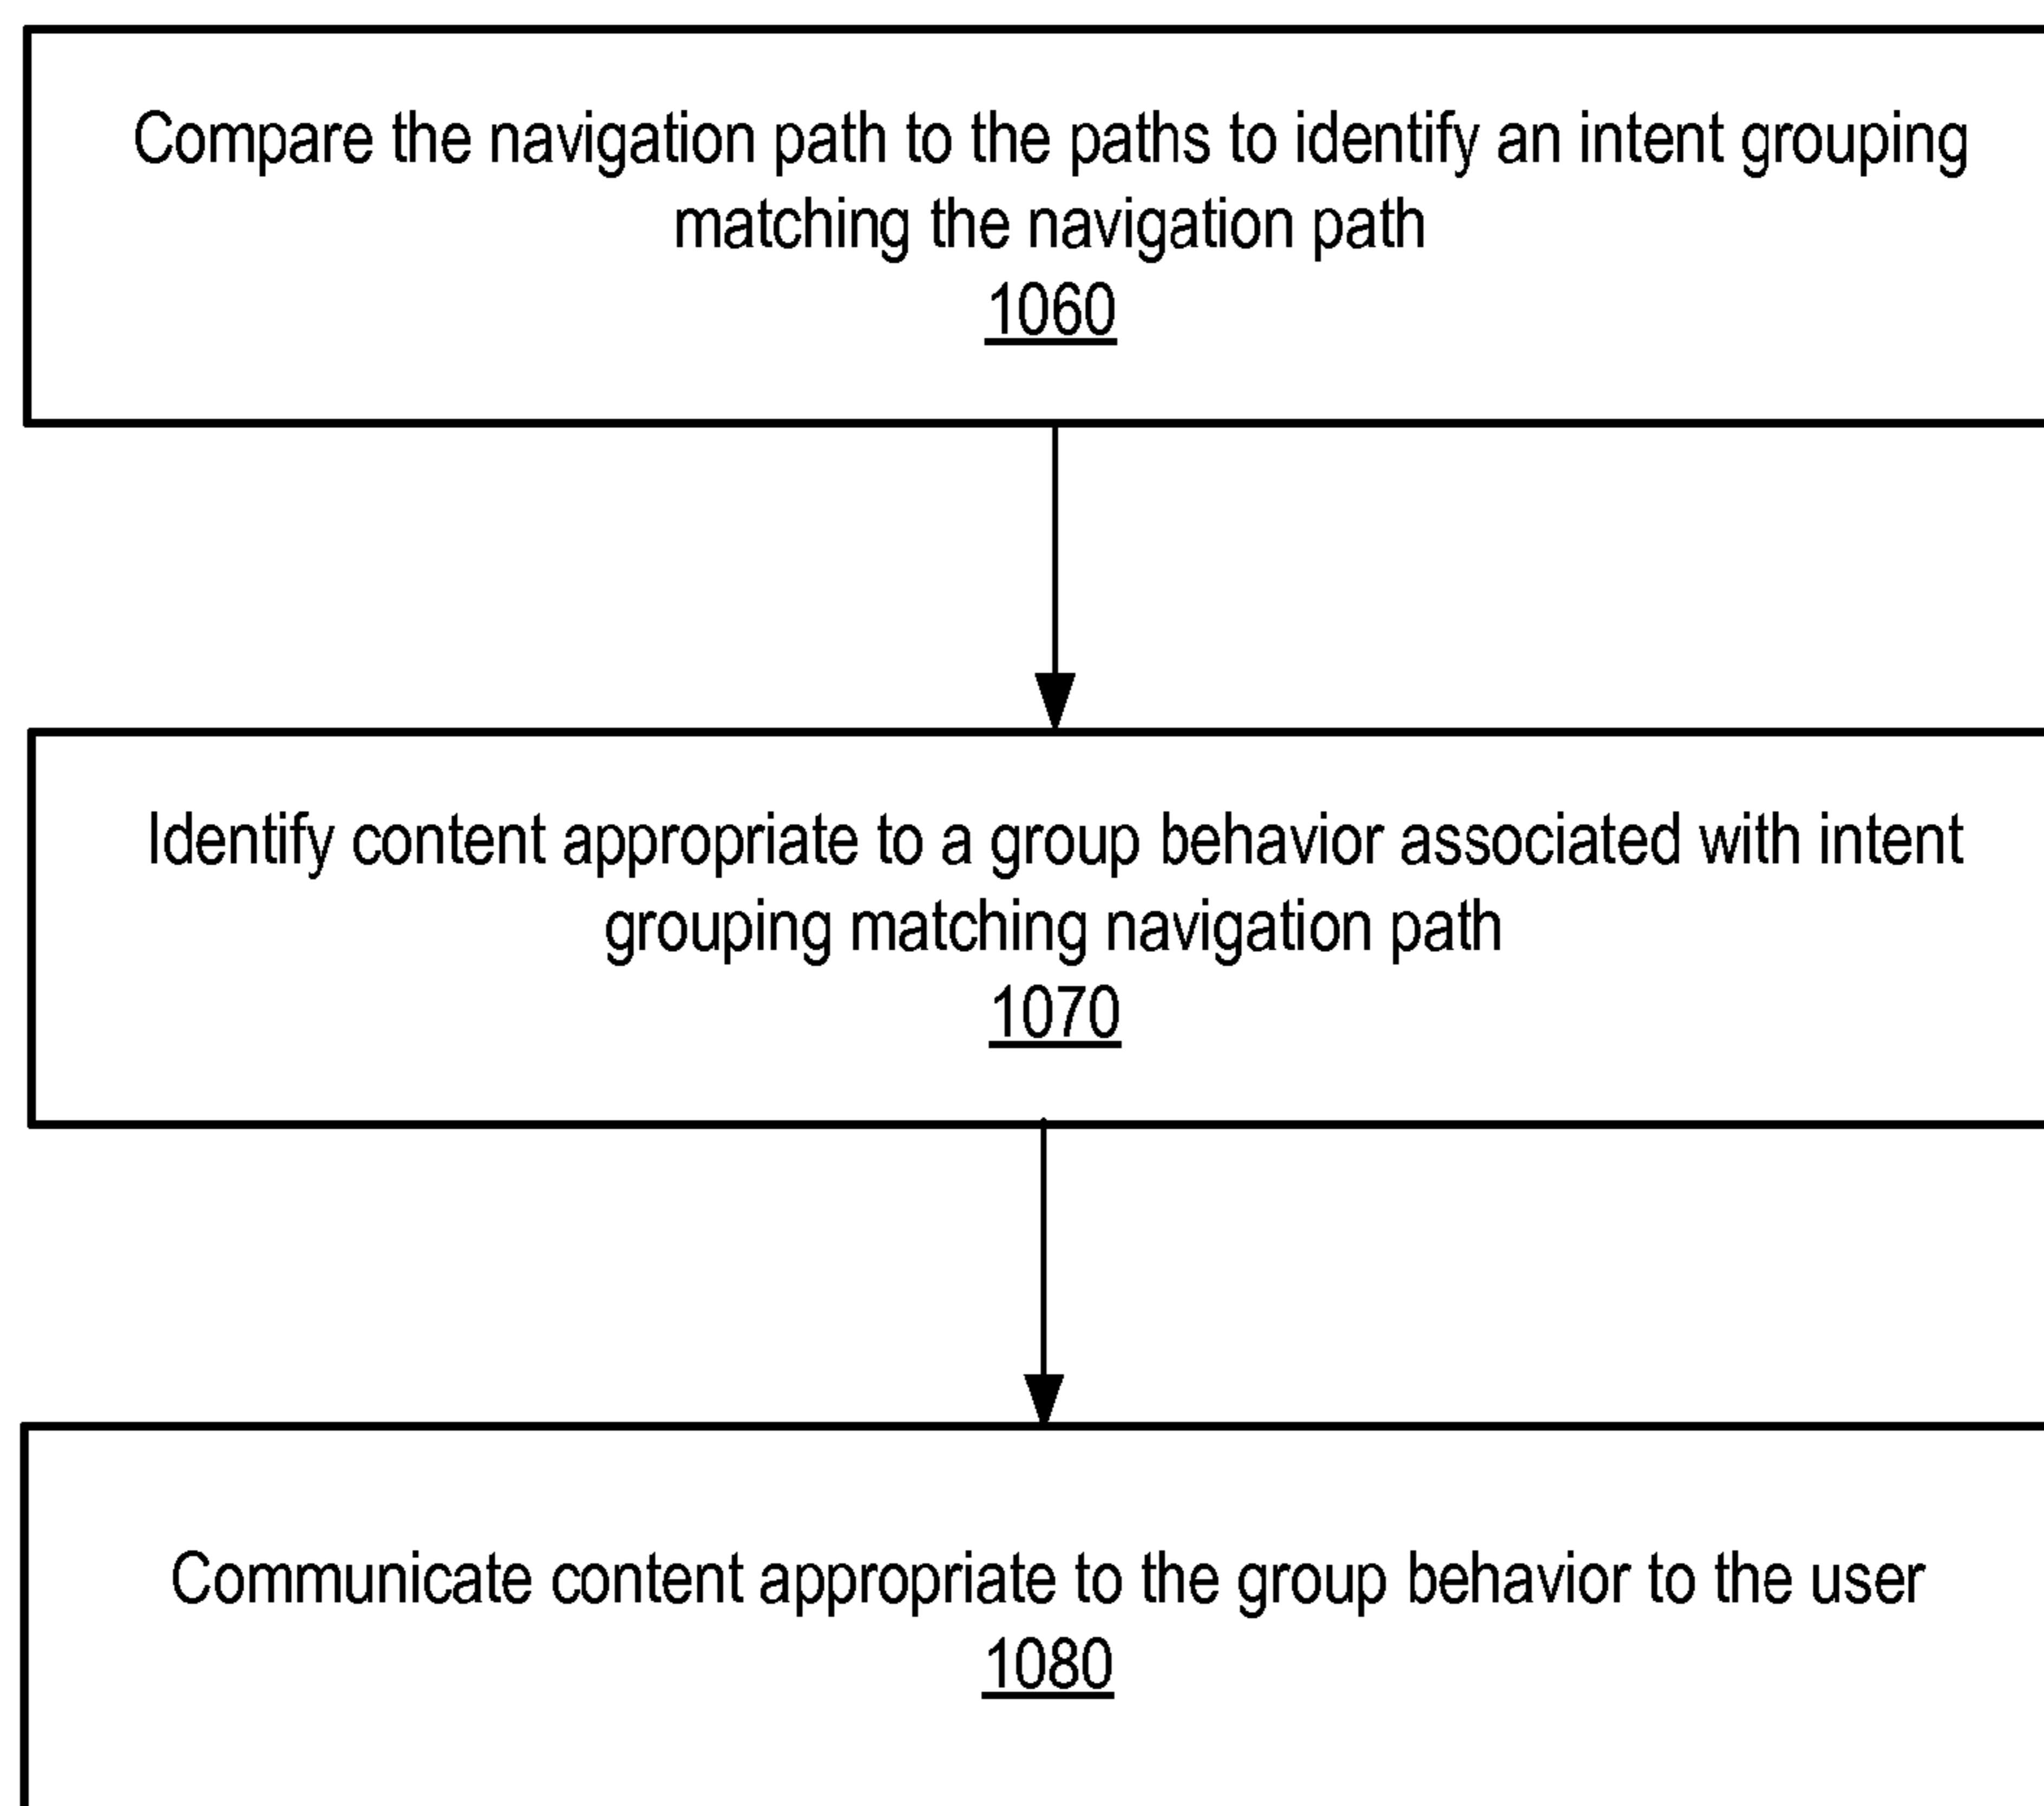 Compare the navigation path to the paths to identify an intent grouping
matching the navigation path
1060
Identify content appropriate to a group behavior associated with intent
grouping matching navigation path
1070
Communicate content appropriate to the group behavior to the user
1080